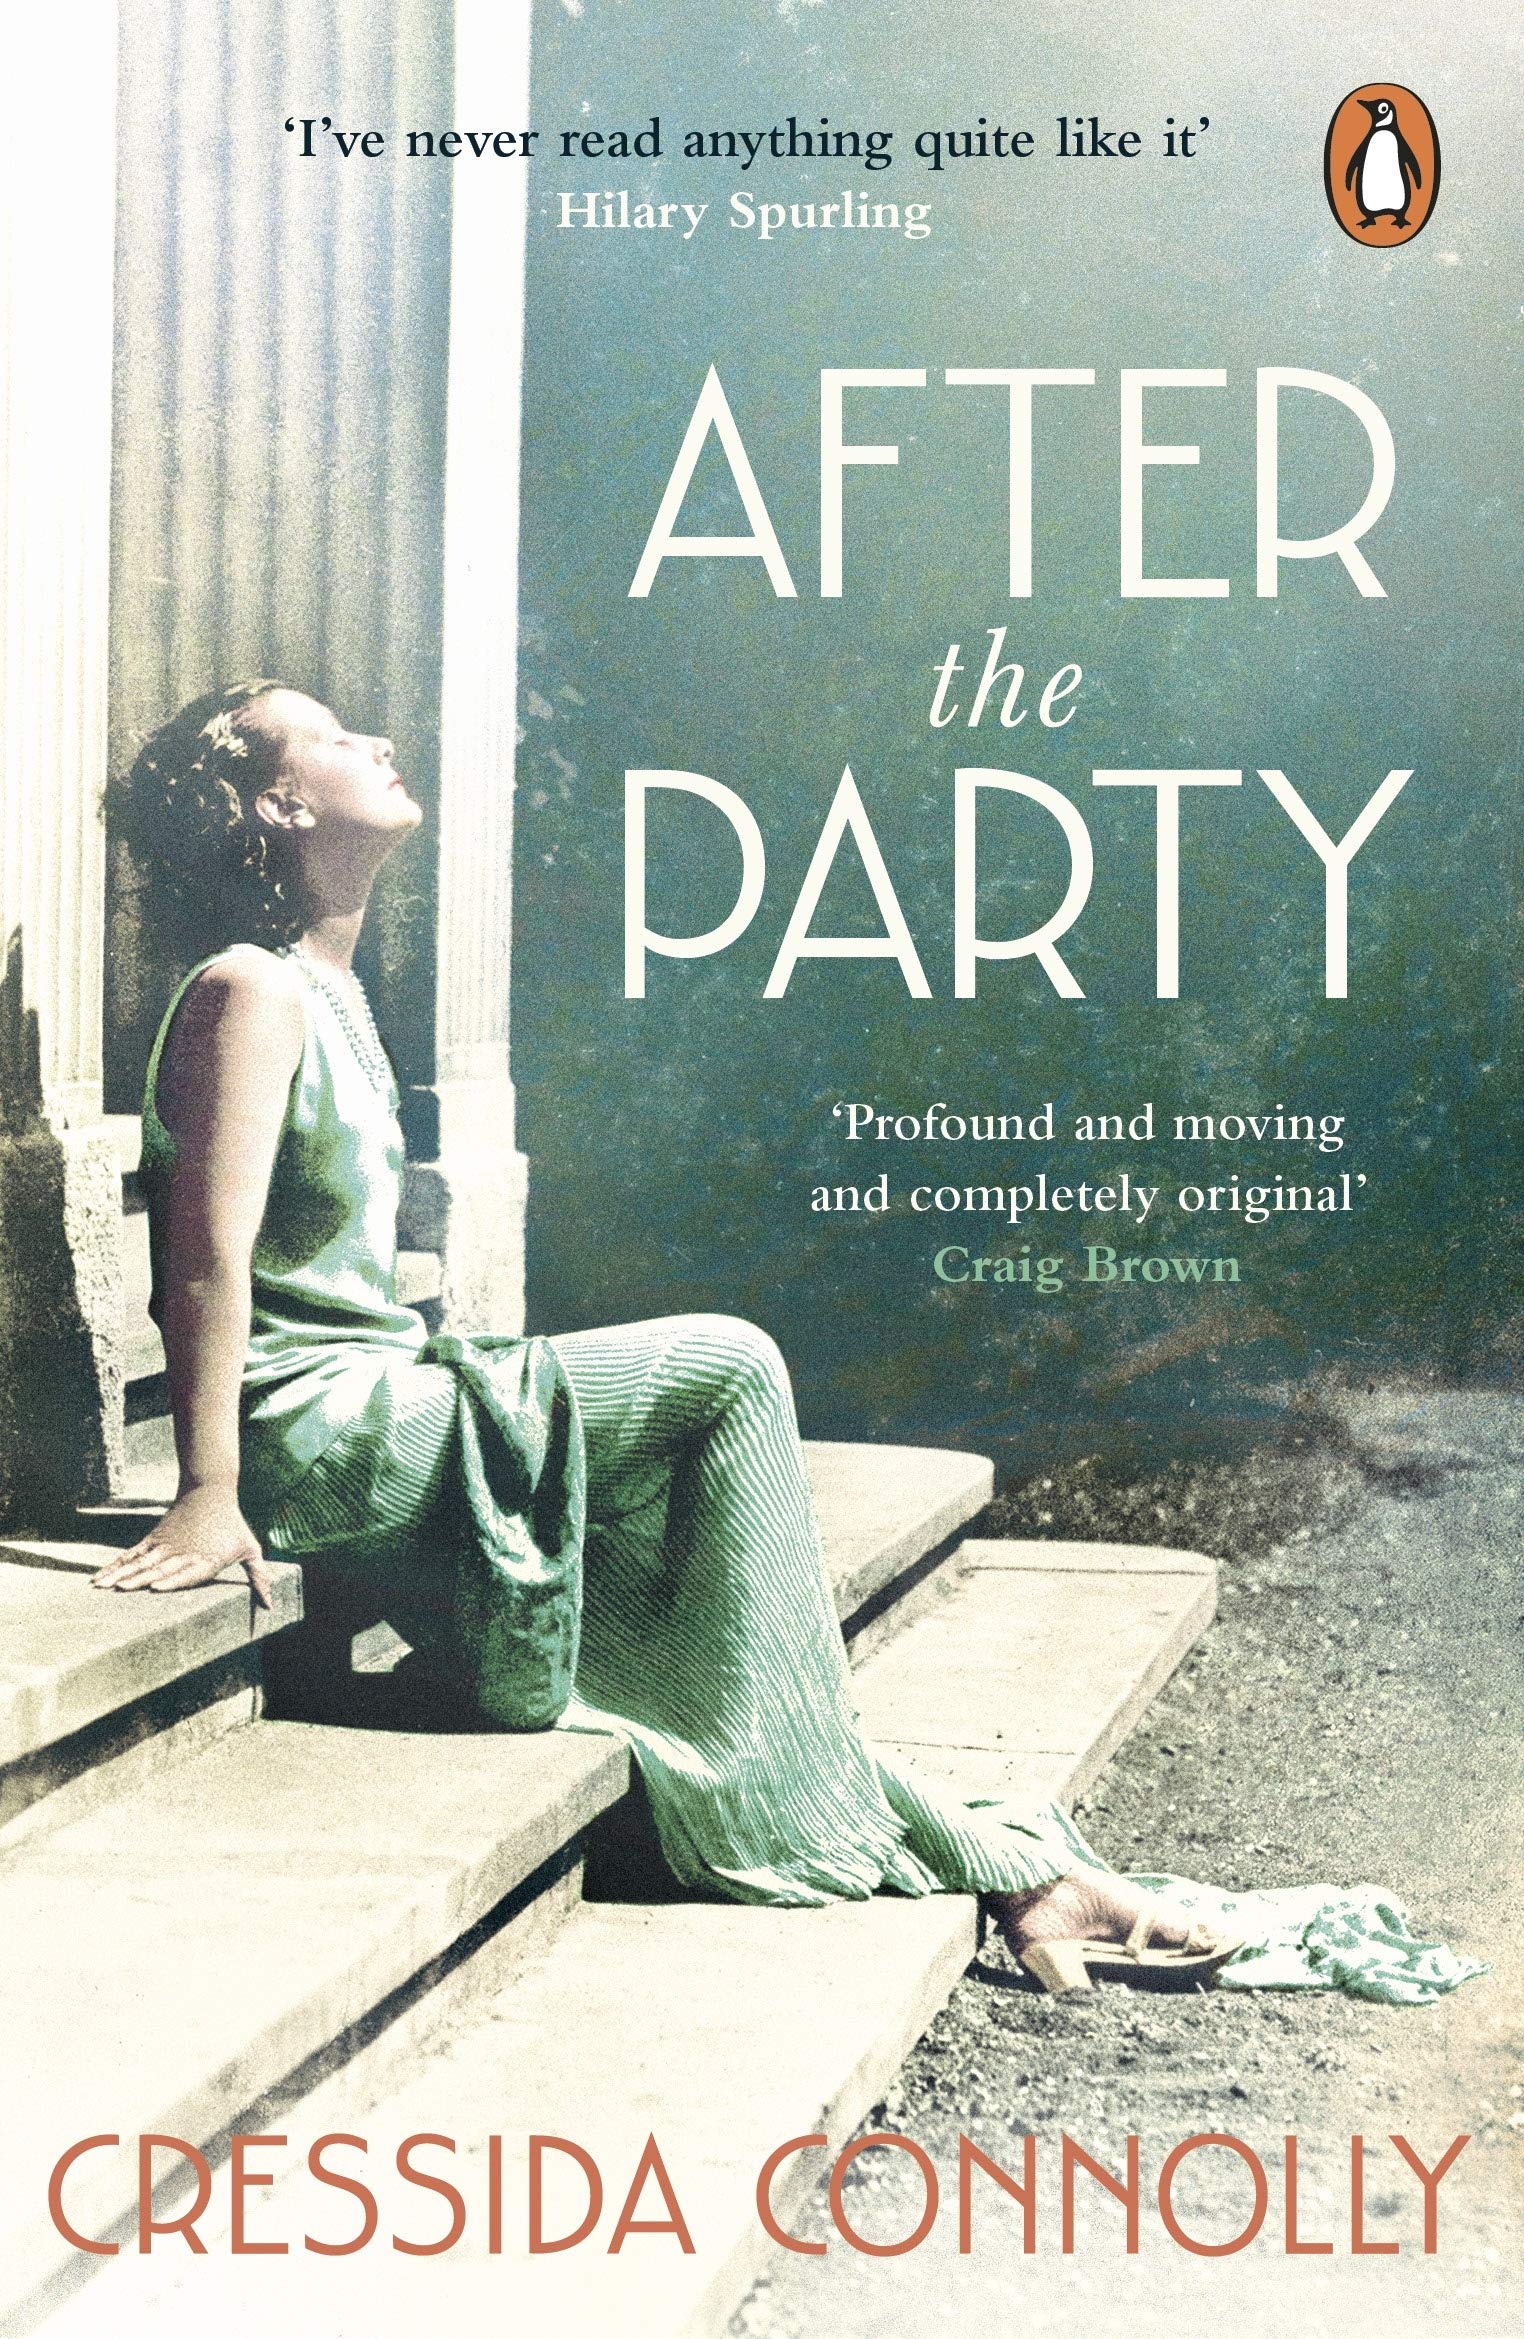 ‘I’ve never read anything quite like it’
Hilary Spurling
AFTER
the
PARTY
‘Profound and moving
and completely original’
Craig Brown
CRESSIDA CONNOLLY